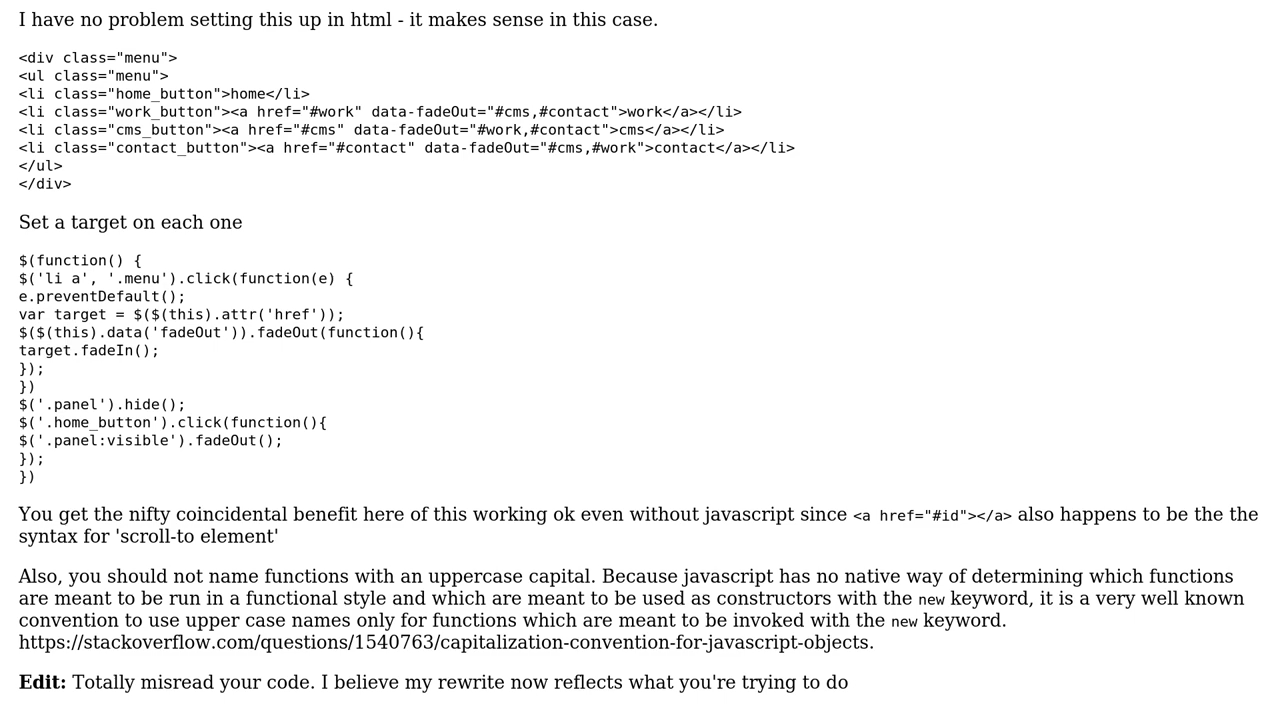 I have no problem setting this up in html - it makes sense in this case.
<div class="menu">
<ul class="menu">
<li class="home_button">home</li>
<li class="work_button"><a href="#work" data-fadeOut="#cms,#contact">work</a></li>
<li class="cms_button"><a href="#cms" data-fadeOut="#work,#contact">cms</a></li>
<li class="contact_button"><a href="#contact" data-fadeOut="#cms,#work">contact</a></li>
</ul>
</div>
Set a target on each one
$(function() {
$('li a', '.menu').click(function(e) {
e.preventDefault();
var target = $($(this).attr('href'));
$($(this).data('fadeOut')).fadeOut(function(){
target.fadeIn();
});
})
$('.panel').hide();
$('.home_button').click(function(){
$('.panel:visible').fadeOut();
});
})
You get the nifty coincidental benefit here of this working ok even without javascript since <a href="#id"></a> also happens to be the the
syntax for 'scroll-to element'
Also, you should not name functions with an uppercase capital. Because javascript has no native way of determining which functions
are meant to be run in a functional style and which are meant to be used as constructors with the new keyword, it is a very well known
convention to use upper case names only for functions which are meant to be invoked with the new keyword.
https://stackoverflow.com/questions/1540763/capitalization-convention-for-javascript-objects.
Edit: Totally misread your code. I believe my rewrite now reflects what you're trying to do